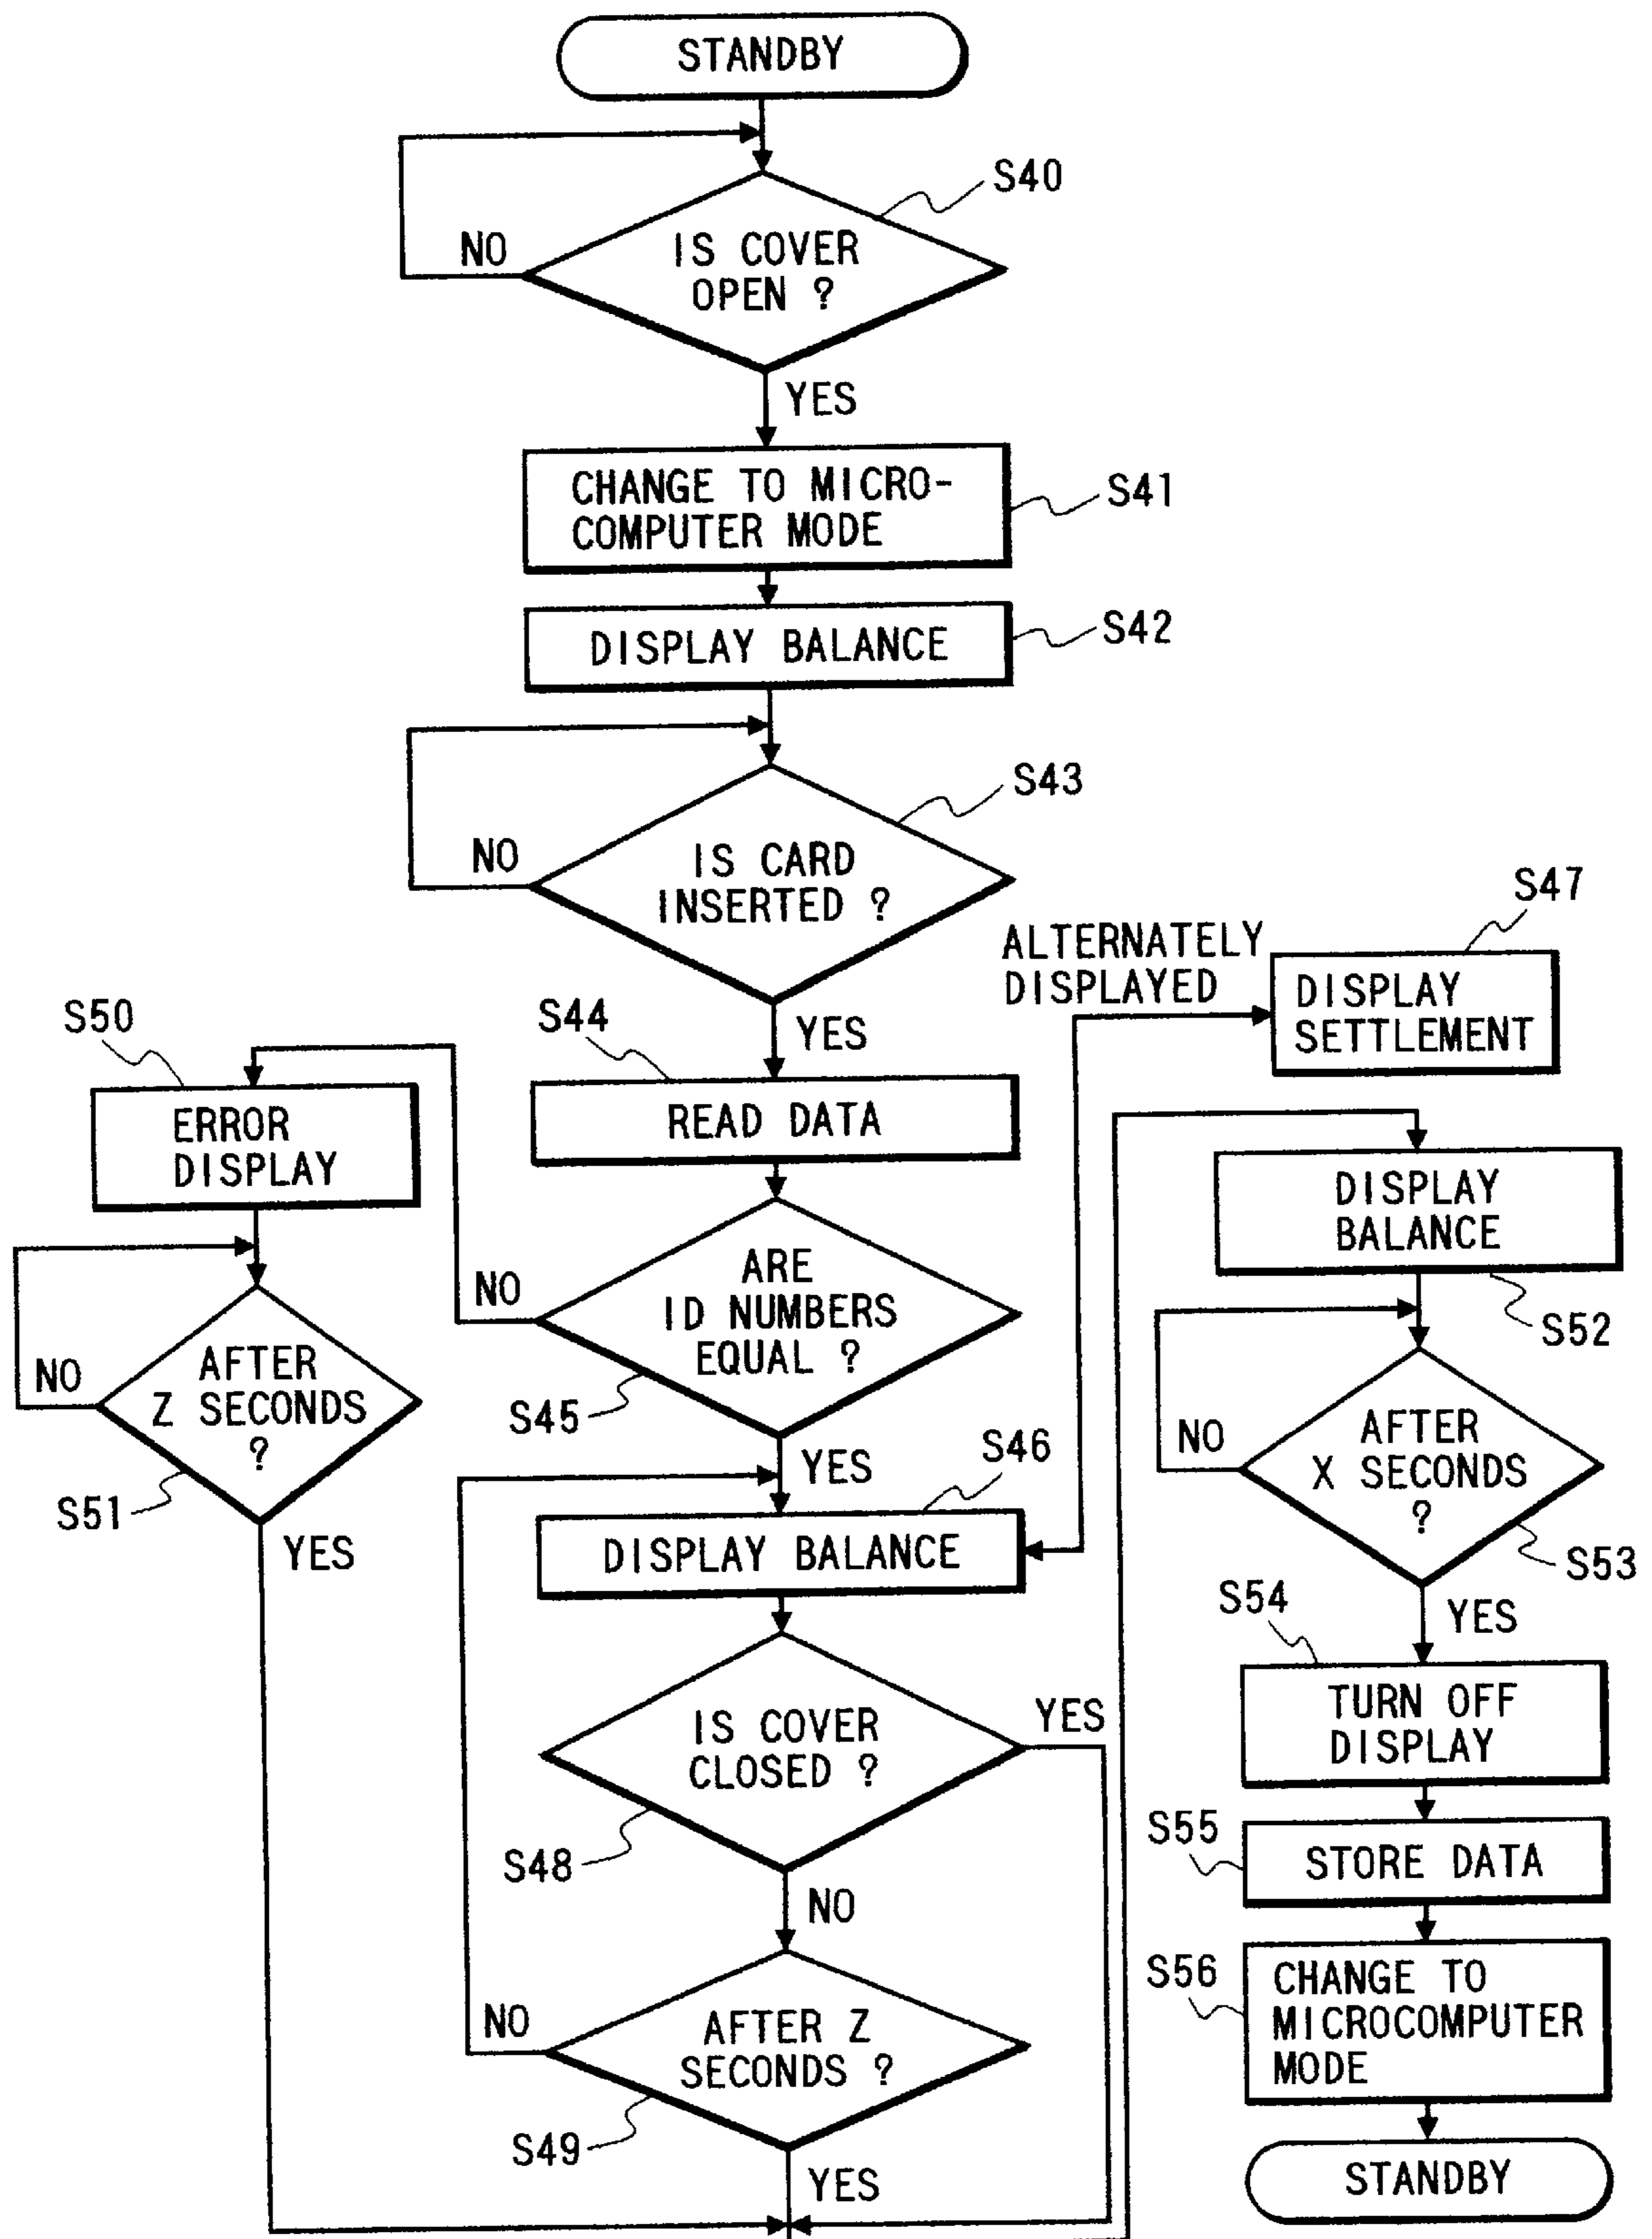 STANDBY
S40
IS COVER
OPEN ?
NO
YES
CHANGE TO MICRO-
COMPUTER MODE
S41
DISPLAY BALANCE
S42
S43
IS CARD
INSERTED ?
NO
YES
S44
READ DATA
ARE
ID NUMBERS
EQUAL ?
S45
NO
YES
S50
ERROR
DISPLAY
AFTER
Z SECONDS
?
NO
S51
YES
S46
DISPLAY BALANCE
ALTERNATELY
DISPLAYED
S47
DISPLAY
SETTLEMENT
IS COVER
CLOSED ?
YES
S48
NO
AFTER Z
SECONDS ?
NO
S49
YES
DISPLAY
BALANCE
S52
AFTER
X SECONDS
?
NO
S53
YES
S54
TURN OFF
DISPLAY
S55
STORE DATA
S56
CHANGE TO
MICROCOMPUTER
MODE
STANDBY